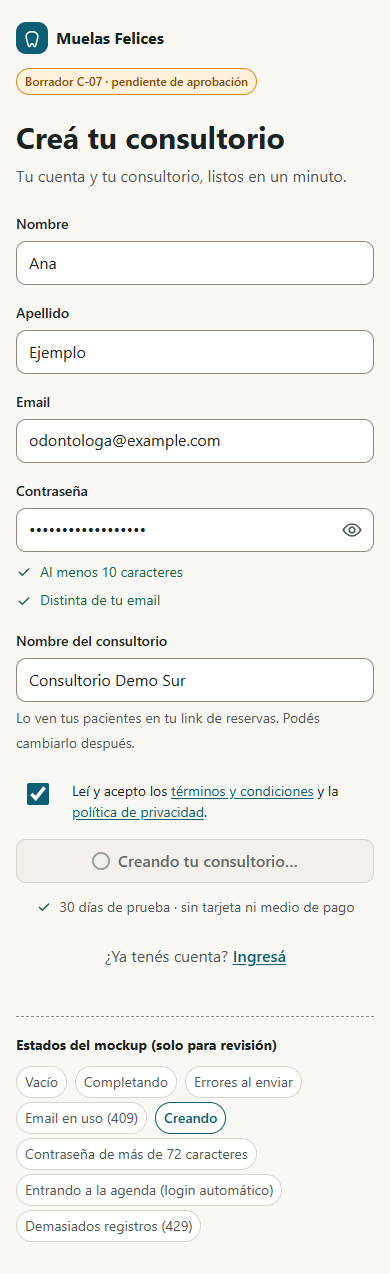 Muelas Felices
Borrador C-07 · pendiente de aprobación
Creá tu consultorio
Tu cuenta y tu consultorio, listos en un minuto.
Nombre
Ana
Apellido
Ejemplo
Email
odontologa@example.com
Contraseña
••••••••••••••••••
Al menos 10 caracteres
Distinta de tu email
Nombre del consultorio
Consultorio Demo Sur
Lo ven tus pacientes en tu link de reservas. Podés
cambiarlo después.
Leí y acepto los términos y condiciones y la
política de privacidad.
Creando tu consultorio…
30 días de prueba · sin tarjeta ni medio de pago
¿Ya tenés cuenta? Ingresá
Estados del mockup (solo para revisión)
Vacío Completando Errores al enviar
Email en uso (409) Creando
Contraseña de más de 72 caracteres
Entrando a la agenda (login automático)
Demasiados registros (429)